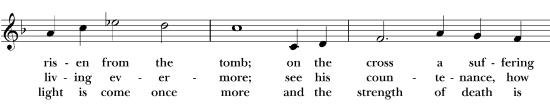 ris - en from the tomb; on the cross a suf - fering
liv - ing ev - er - more; see his coun - te - nance, how
light is come once more and the strength of death is